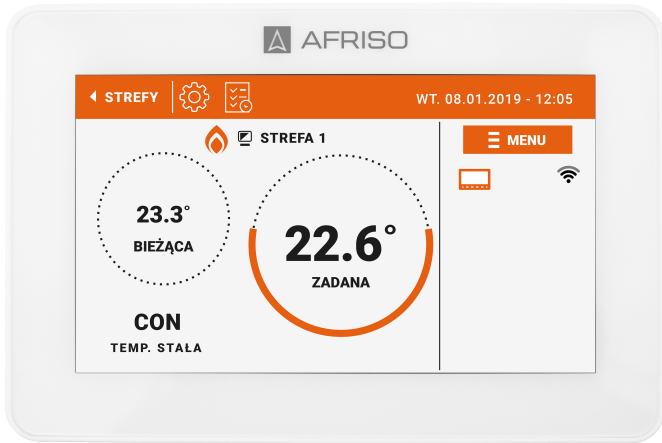 AFRISO
STREFY
WT. 08.01.2019 - 12:05
STREFA 1
MENU
23.3°
BIEŻĄCA
22.6°
ZADANA
CON
TEMP. STAŁA